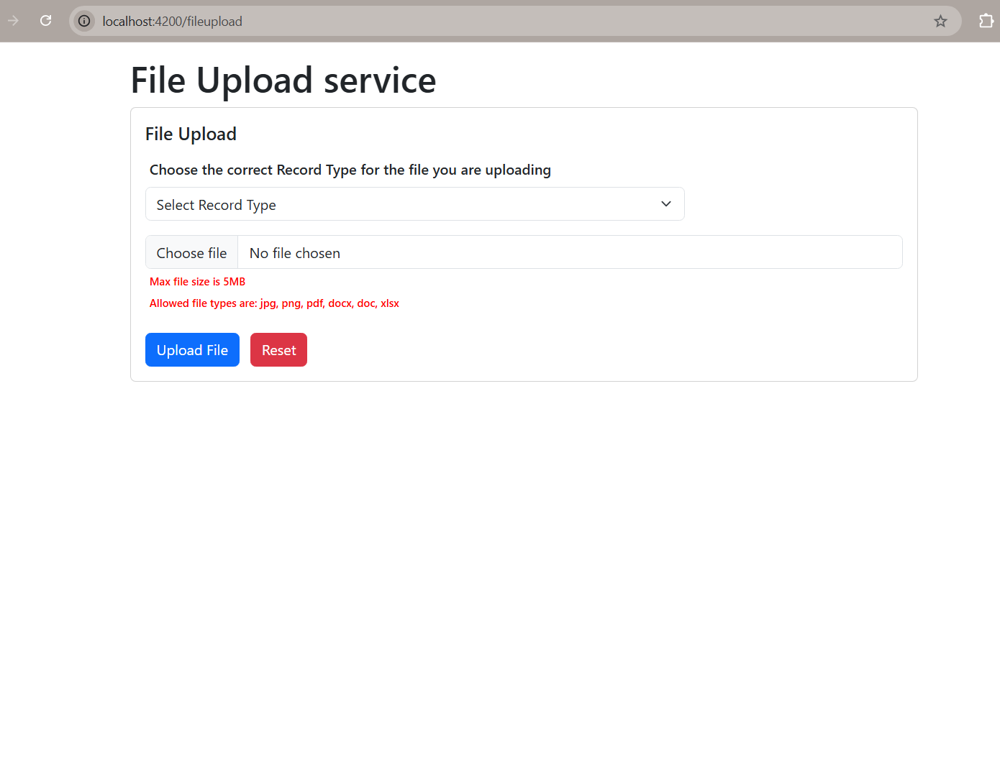 localhost:4200/fileupload
File Upload service
File Upload
Choose the correct Record Type for the file you are uploading
Select Record Type
Choose file No file chosen
Max file size is 5MB
Allowed file types are: jpg, png, pdf, docx, doc, xlsx
Upload File Reset